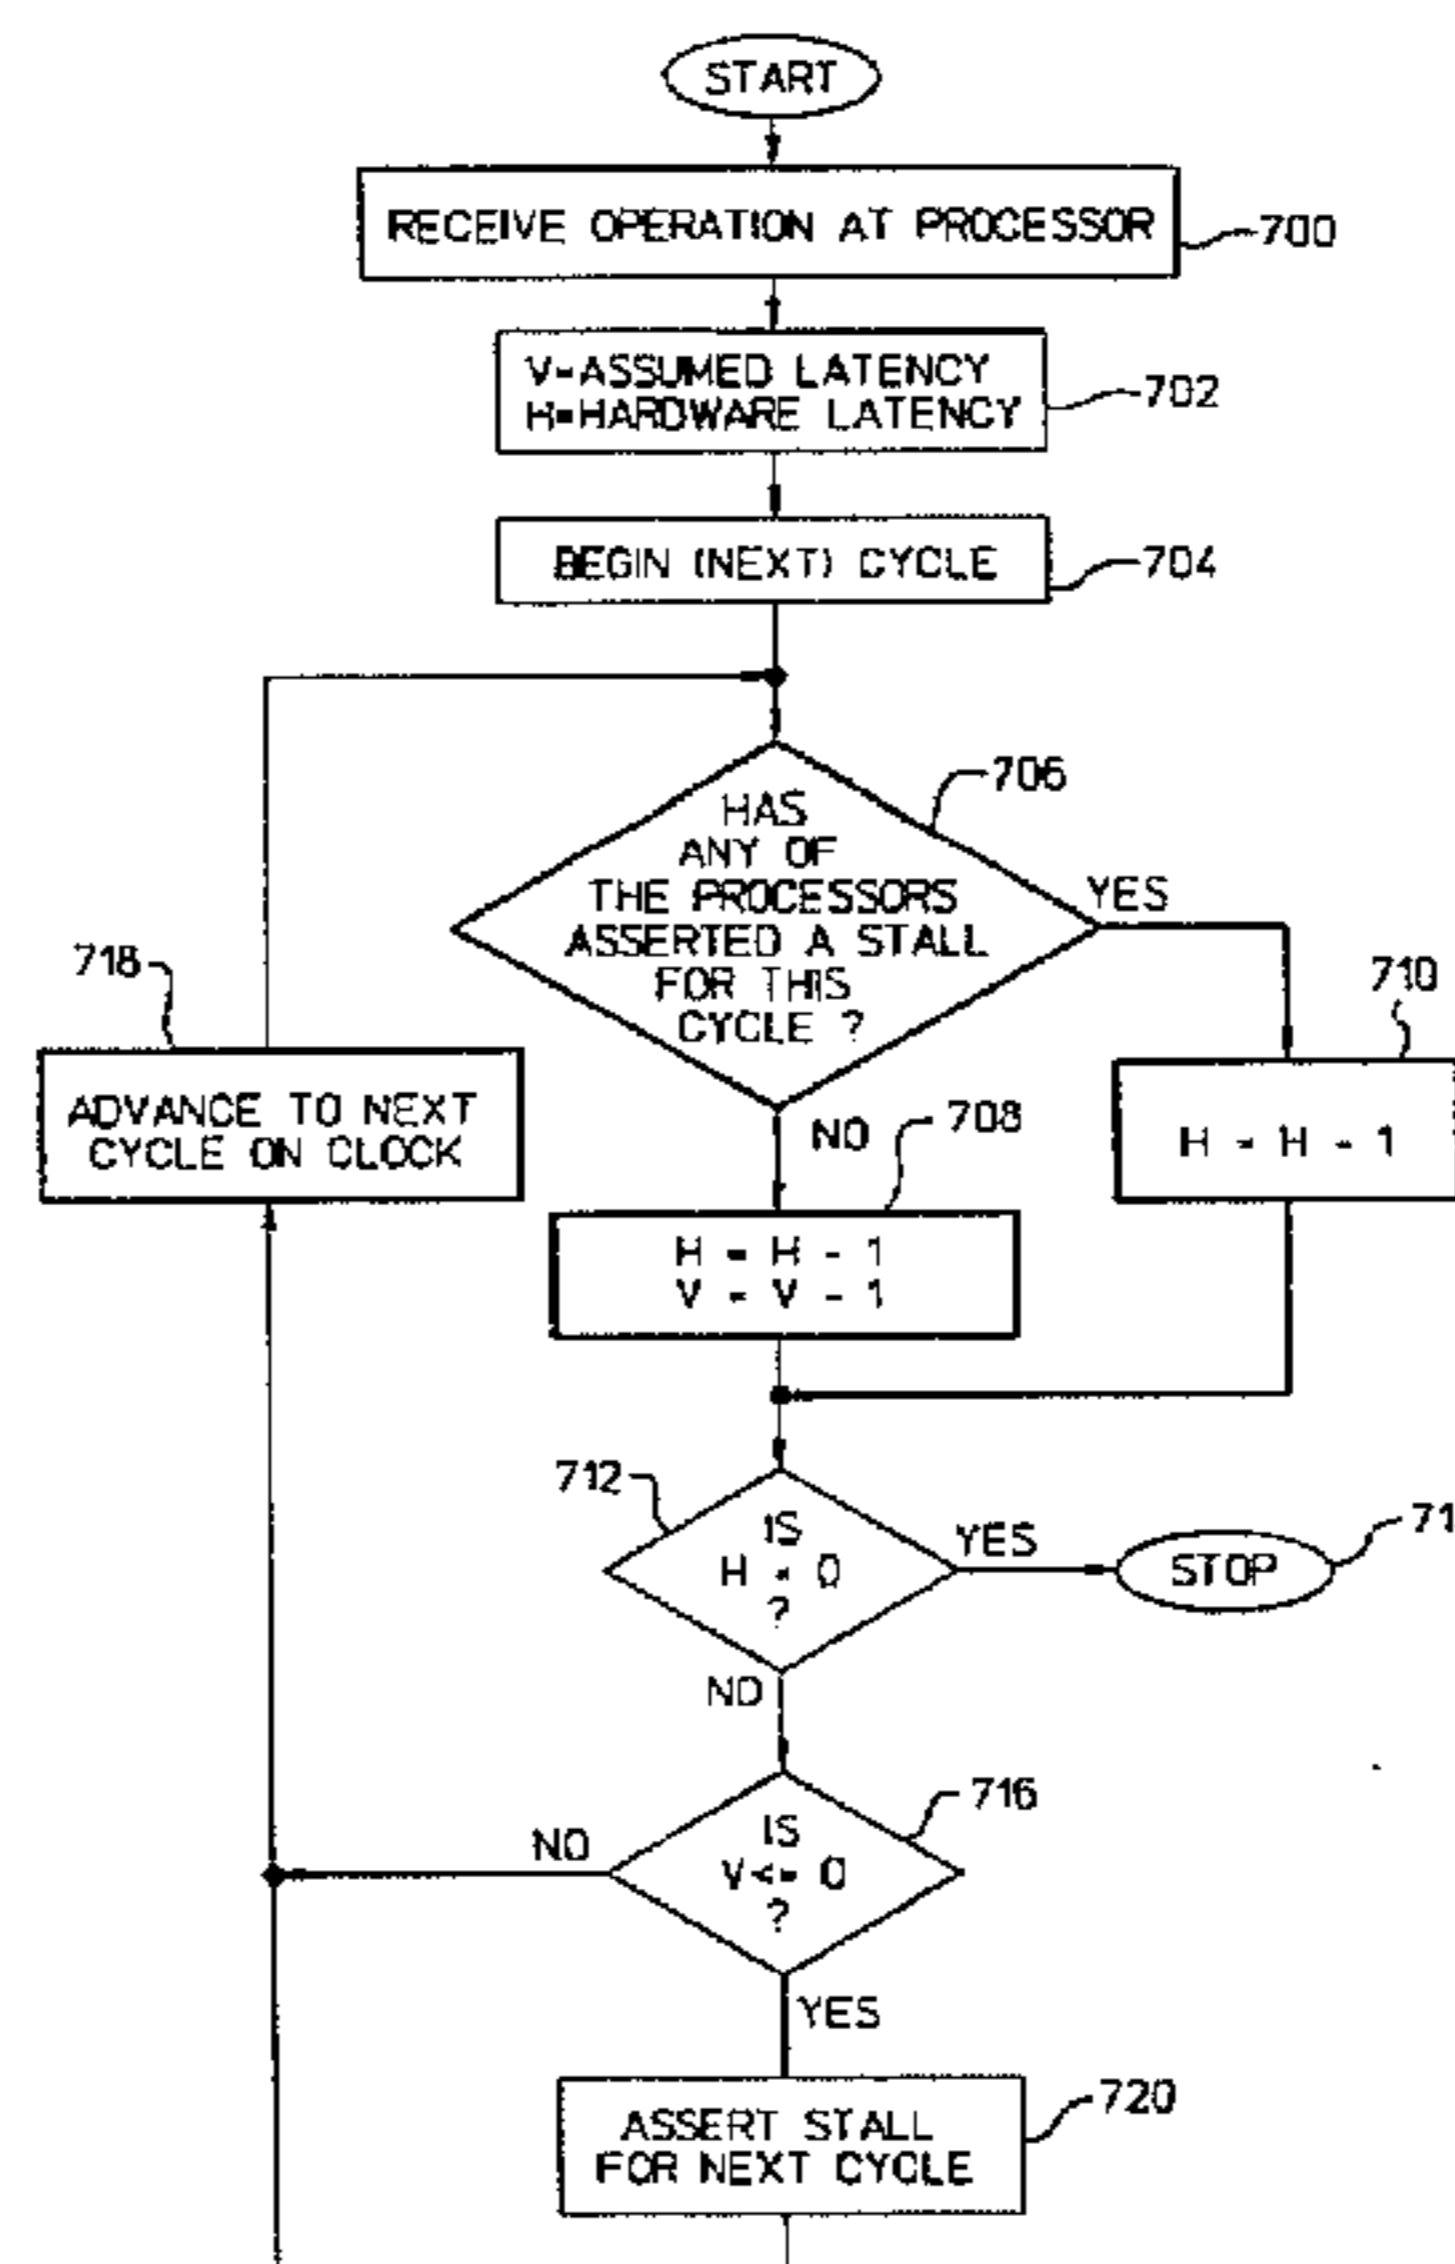 START
RECEIVE OPERATION AT PROCESSOR
700
V=ASSUMED LATENCY
H=HARDWARE LATENCY
702
BEGIN (NEXT) CYCLE
704
706
HAS
ANY OF
THE PROCESSORS
ASSERTED A STALL
FOR THIS
CYCLE ?
YES
718
710
ADVANCE TO NEXT
CYCLE ON CLOCK
NO
708
H = H - 1
H = H - 1
V = V - 1
712
IS
H = 0
?
YES
STOP
71
NO
716
IS
V<= 0
?
NO
YES
720
ASSERT STALL
FOR NEXT CYCLE